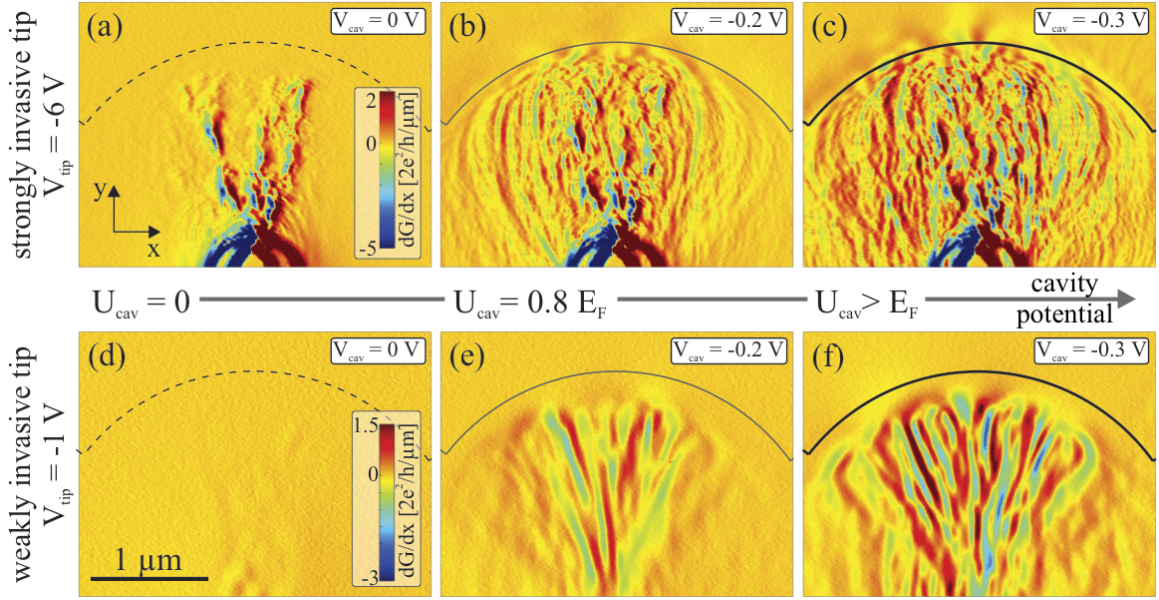 strongly invasive tip
V_tip = -6 V
(a)
V_cav = 0 V
2
0
-5
dG/dx [2e²/h/µm]
y
x
(b)
V_cav = -0.2 V
(c)
V_cav = -0.3 V
U_cav = 0
U_cav = 0.8 E_F
U_cav > E_F
cavity
potential
weakly invasive tip
V_tip = -1 V
(d)
V_cav = 0 V
1.5
0
-3
dG/dx [2e²/h/µm]
1 µm
(e)
V_cav = -0.2 V
(f)
V_cav = -0.3 V